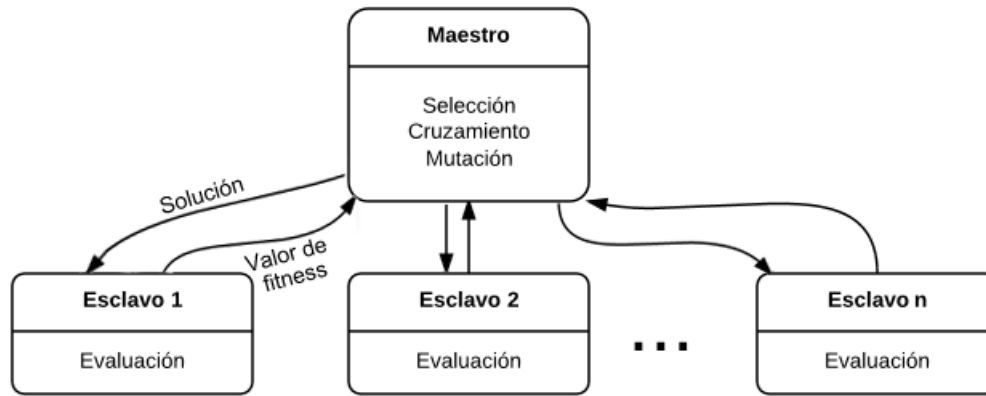 Maestro
Selección
Cruzamiento
Mutación
Solución
Valor de
fitness
Esclavo 1
Evaluación
Esclavo 2
Evaluación
...
Esclavo n
Evaluación